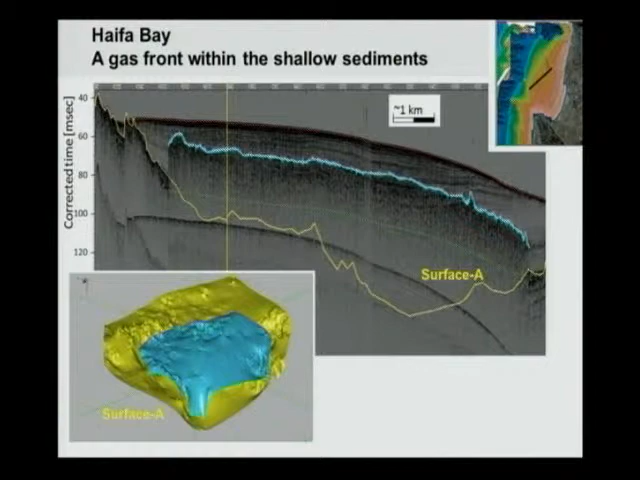 Haifa Bay
A gas front within the shallow sediments
Corrected time [msec]
40
60
80
100
120
~1 km
Surface-A
Surface-A